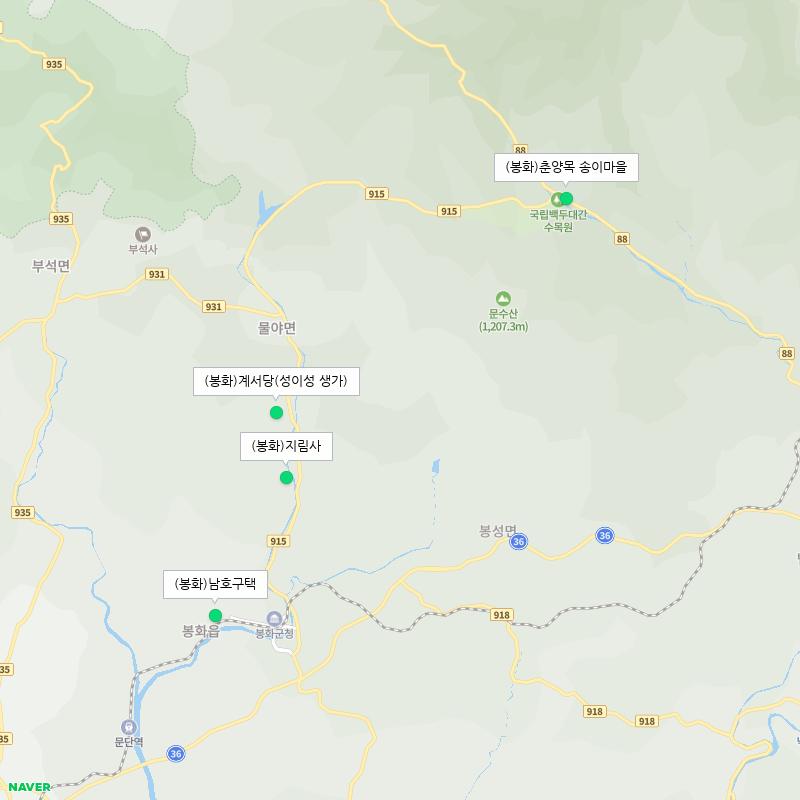 935
88
(봉화)춘양목 송이마을
915
915
국립백두대간
수목원
935
부석사
88
부석면
931
931
문수산
(1,207.3m)
물야면
88
(봉화)계서당(성이성 생가)
(봉화)지림사
935
915
봉성면
36
36
(봉화)남호구택
918
봉화읍
봉화군청
35
918
918
문단역
35
36
NAVER